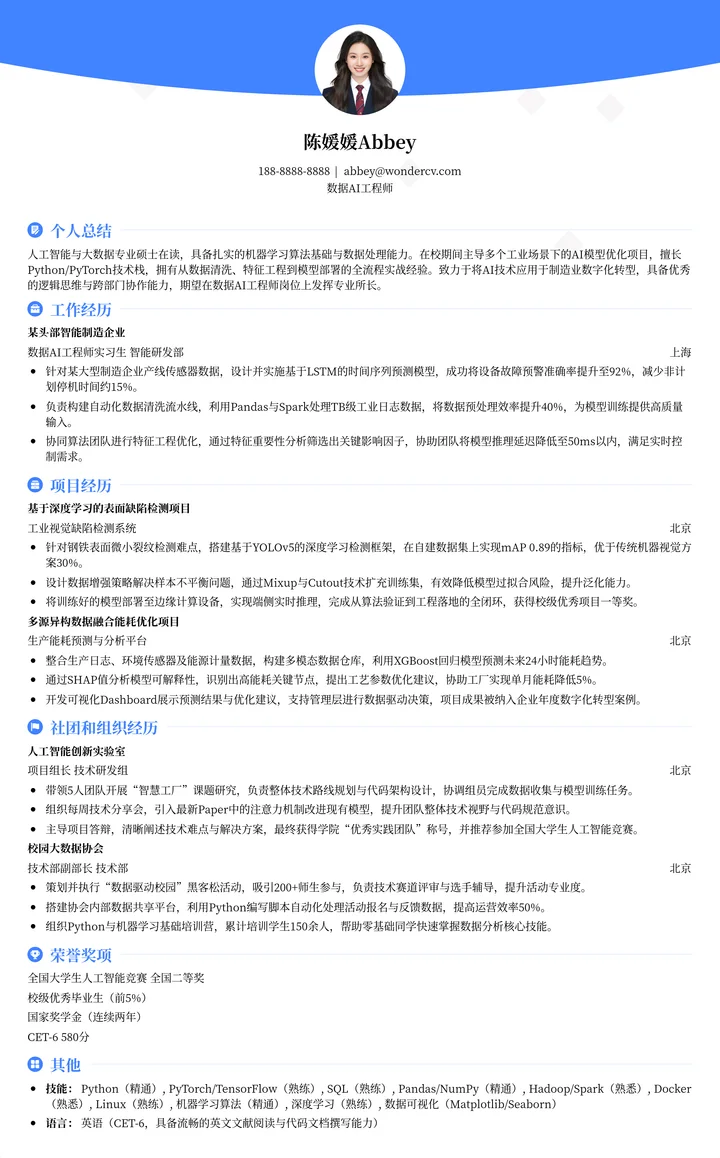 陈媛媛Abbey
188-8888-8888 | abbey@wondercv.com
数据AI工程师
个人总结
人工智能与大数据专业硕士在读，具备扎实的机器学习算法基础与数据处理能力。在校期间主导多个工业场景下的AI模型优化项目，擅长
Python/PyTorch技术栈，拥有从数据清洗、特征工程到模型部署的全流程实战经验。致力于将AI技术应用于制造业数字化转型，具备优秀
的逻辑思维与跨部门协作能力，期望在数据AI工程师岗位上发挥专业所长。
工作经历
某头部智能制造企业
数据AI工程师实习生 智能研发部 上海
• 针对某大型制造企业产线传感器数据，设计并实施基于LSTM的时间序列预测模型，成功将设备故障预警准确率提升至92%，减少非计
划停机时间约15%。
• 负责构建自动化数据清洗流水线，利用Pandas与Spark处理TB级工业日志数据，将数据预处理效率提升40%，为模型训练提供高质量
输入。
• 协同算法团队进行特征工程优化，通过特征重要性分析筛选出关键影响因子，协助团队将模型推理延迟降低至50ms以内，满足实时控
制需求。
项目经历
基于深度学习的表面缺陷检测项目
工业视觉缺陷检测系统 北京
• 针对钢铁表面微小裂纹检测难点，搭建基于YOLOv5的深度学习检测框架，在自建数据集上实现mAP 0.89的指标，优于传统机器视觉方
案30%。
• 设计数据增强策略解决样本不平衡问题，通过Mixup与Cutout技术扩充训练集，有效降低模型过拟合风险，提升泛化能力。
• 将训练好的模型部署至边缘计算设备，实现端侧实时推理，完成从算法验证到工程落地的全闭环，获得校级优秀项目一等奖。
多源异构数据融合能耗优化项目
生产能耗预测与分析平台 北京
• 整合生产日志、环境传感器及能源计量数据，构建多模态数据仓库，利用XGBoost回归模型预测未来24小时能耗趋势。
• 通过SHAP值分析模型可解释性，识别出高能耗关键节点，提出工艺参数优化建议，协助工厂实现单月能耗降低5%。
• 开发可视化Dashboard展示预测结果与优化建议，支持管理层进行数据驱动决策，项目成果被纳入企业年度数字化转型案例。
社团和组织经历
人工智能创新实验室
项目组长 技术研发组 北京
• 带领5人团队开展“智慧工厂”课题研究，负责整体技术路线规划与代码架构设计，协调组员完成数据收集与模型训练任务。
• 组织每周技术分享会，引入最新Paper中的注意力机制改进现有模型，提升团队整体技术视野与代码规范意识。
• 主导项目答辩，清晰阐述技术难点与解决方案，最终获得学院“优秀实践团队”称号，并推荐参加全国大学生人工智能竞赛。
校园大数据协会
技术部副部长 技术部 北京
• 策划并执行“数据驱动校园”黑客松活动，吸引200+师生参与，负责技术赛道评审与选手辅导，提升活动专业度。
• 搭建协会内部数据共享平台，利用Python编写脚本自动化处理活动报名与反馈数据，提高运营效率50%。
• 组织Python与机器学习基础培训营，累计培训学生150余人，帮助零基础同学快速掌握数据分析核心技能。
荣誉奖项
全国大学生人工智能竞赛 全国二等奖
校级优秀毕业生（前5%）
国家奖学金（连续两年）
CET-6 580分
其他
• 技能： Python（精通）, PyTorch/TensorFlow（熟练）, SQL（熟练）, Pandas/NumPy（精通）, Hadoop/Spark（熟悉）, Docker
（熟悉）, Linux（熟练）, 机器学习算法（精通）, 深度学习（熟练）, 数据可视化（Matplotlib/Seaborn）
• 语言： 英语（CET-6，具备流畅的英文文献阅读与代码文档撰写能力）